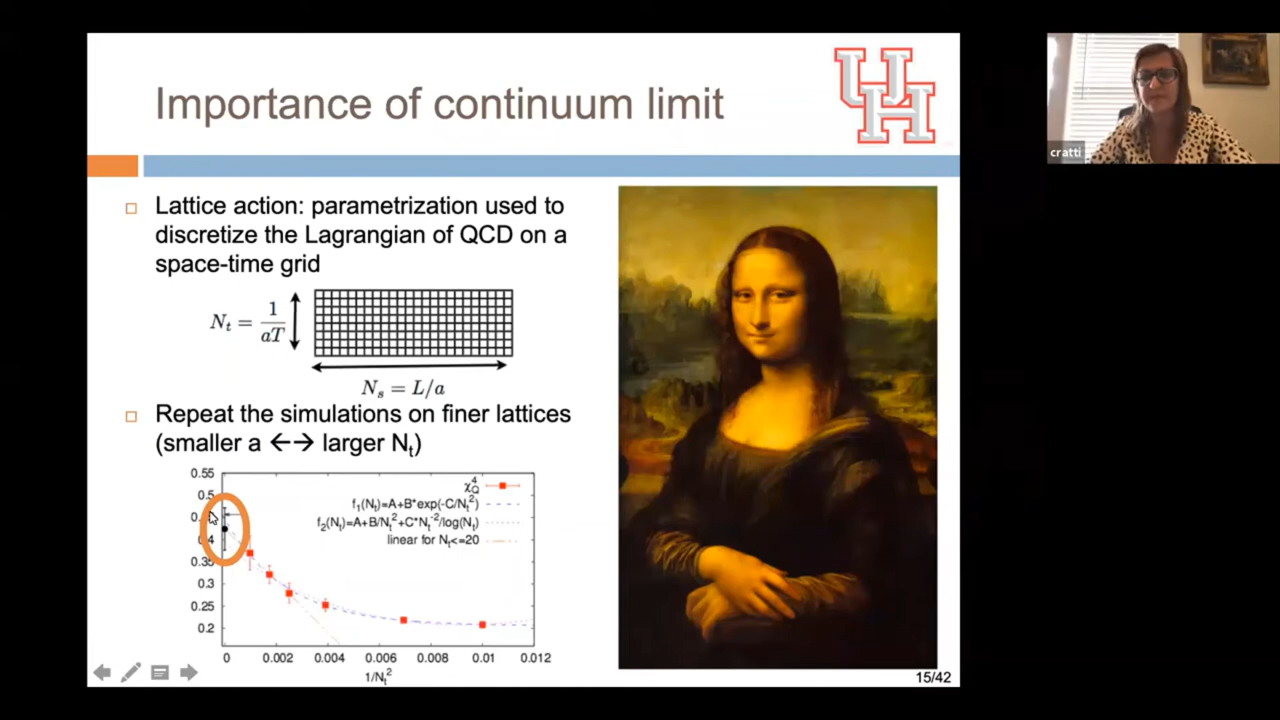 Importance of continuum limit
UH
cratti
Lattice action: parametrization used to
discretize the Lagrangian of QCD on a
space-time grid
N_t = 1/aT
N_s = L/a
Repeat the simulations on finer lattices
(smaller a ←→ larger N_t)
0.55
0.5
0.4
0.35
0.3
0.25
0.2
χ_Q^4
f_1(N_t)=A+B*exp(-C/N_t^2)
f_2(N_t)=A+B/N_t^2+C*N_t^-2/log(N_t)
linear for N_t<=20
0 0.002 0.004 0.006 0.008 0.01 0.012
1/N_t^2
15/42